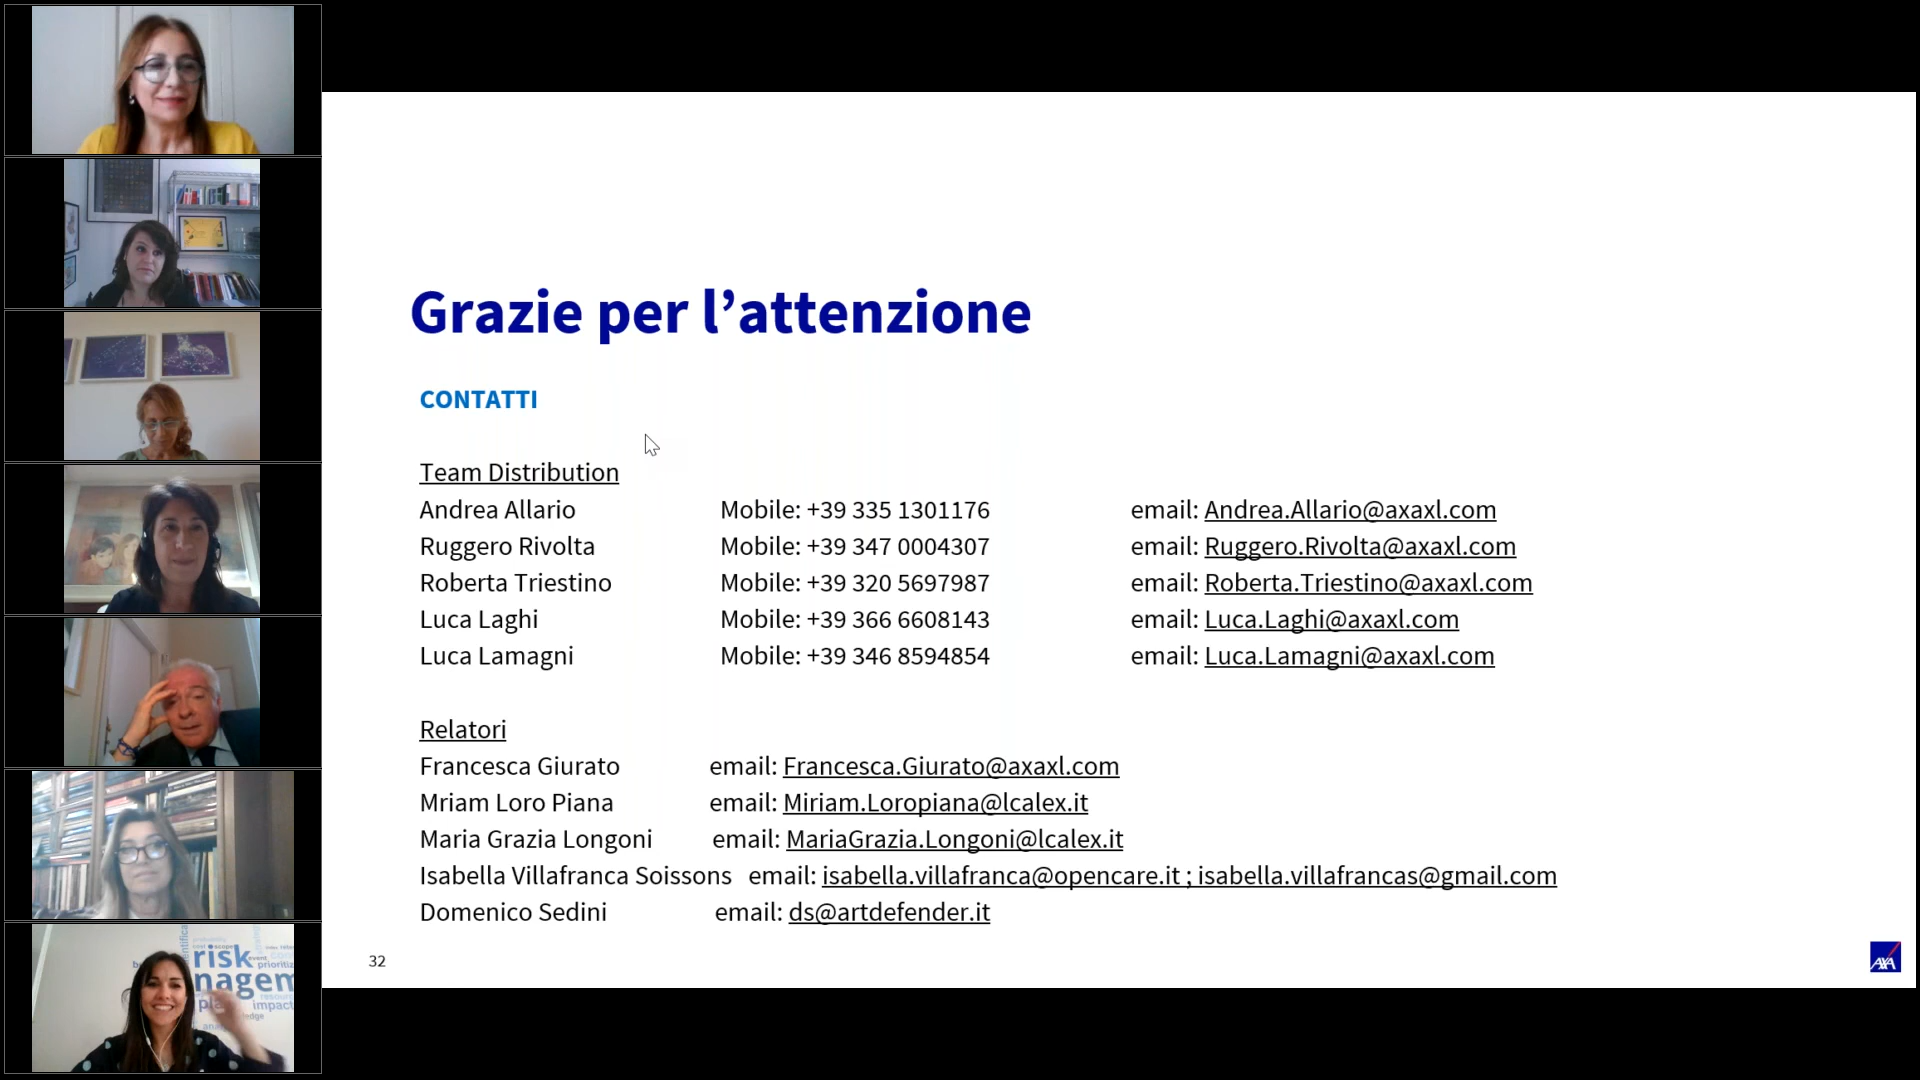 Grazie per l’attenzione
CONTATTI
Team Distribution
Andrea Allario Mobile: +39 335 1301176 email: Andrea.Allario@axaxl.com
Ruggero Rivolta Mobile: +39 347 0004307 email: Ruggero.Rivolta@axaxl.com
Roberta Triestino Mobile: +39 320 5697987 email: Roberta.Triestino@axaxl.com
Luca Laghi Mobile: +39 366 6608143 email: Luca.Laghi@axaxl.com
Luca Lamagni Mobile: +39 346 8594854 email: Luca.Lamagni@axaxl.com
Relatori
Francesca Giurato email: Francesca.Giurato@axaxl.com
Mriam Loro Piana email: Miriam.Loropiana@lcalex.it
Maria Grazia Longoni email: MariaGrazia.Longoni@lcalex.it
Isabella Villafranca Soissons email: isabella.villafranca@opencare.it ; isabella.villafrancas@gmail.com
Domenico Sedini email: ds@artdefender.it
32
AXA
risk
nagem
impact